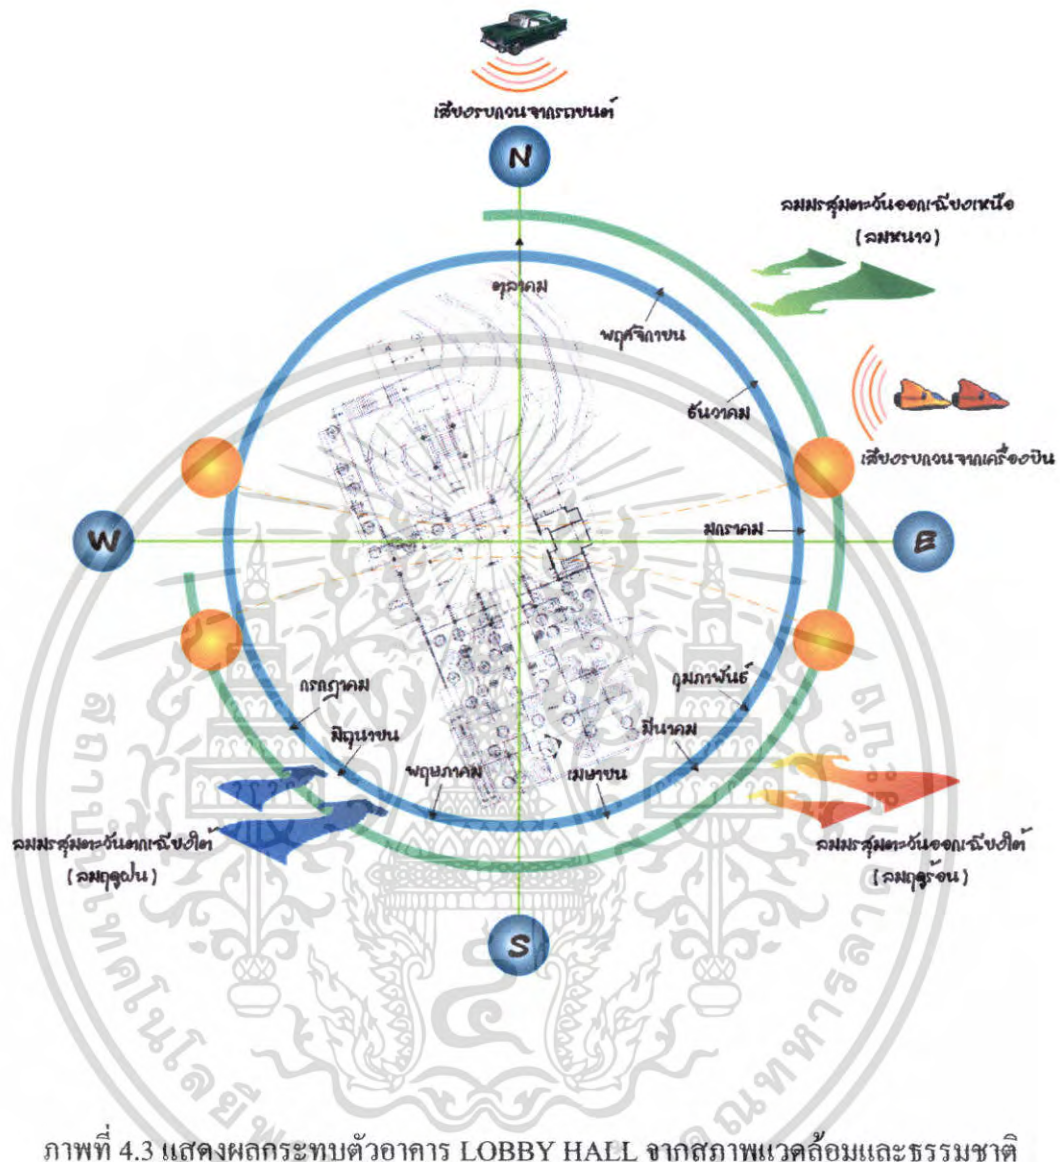 เสียงรบกวนจากรถยนต์
N
ลมมรสุมตะวันออกเฉียงเหนือ
(ลมหนาว)
ตุลาคม
พฤศจิกายน
ธันวาคม
เสียงรบกวนจากเครื่องบิน
มกราคม
W
E
กุมภาพันธ์
กรกฎาคม
มีนาคม
มิถุนายน
พฤษภาคม
เมษายน
ลมมรสุมตะวันตกเฉียงใต้
(ลมฤดูฝน)
ลมมรสุมตะวันออกเฉียงใต้
(ลมฤดูร้อน)
S
ภาพที่ 4.3 แสดงผลกระทบตัวอาคาร LOBBY HALL จากสภาพแวดล้อมและธรรมชาติ